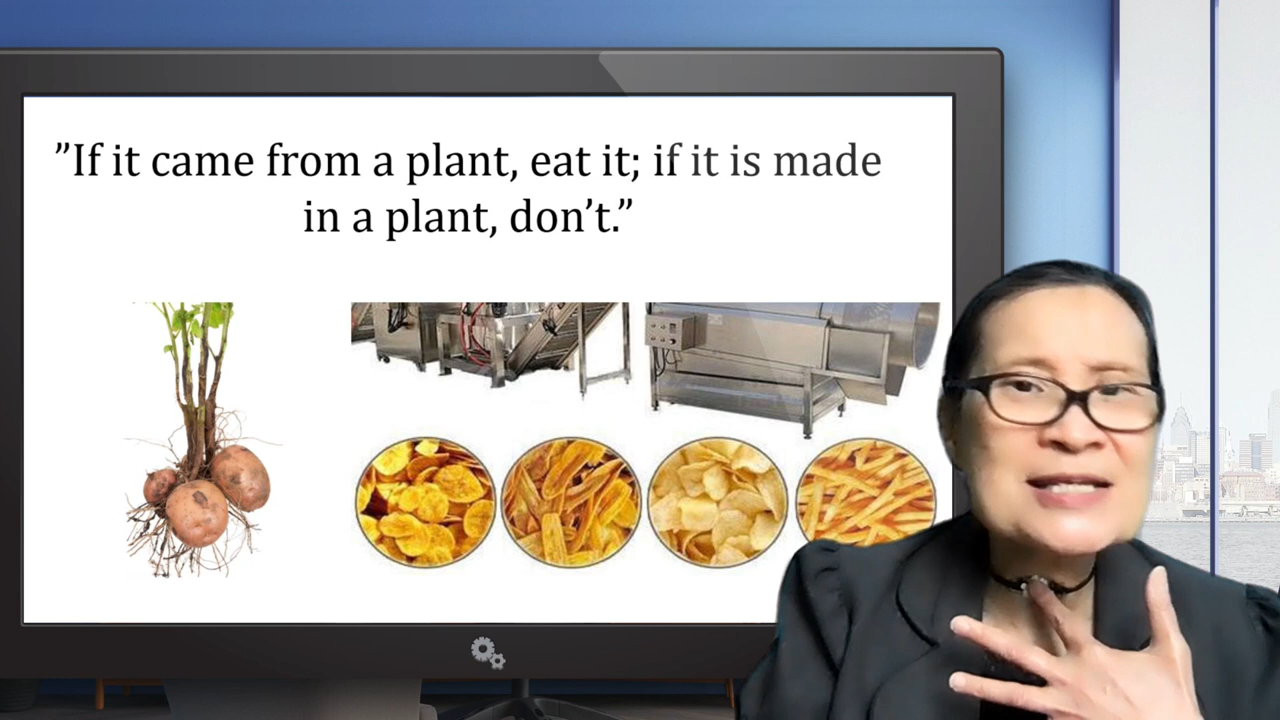 ”If it came from a plant, eat it; if it is made
in a plant, don’t.”